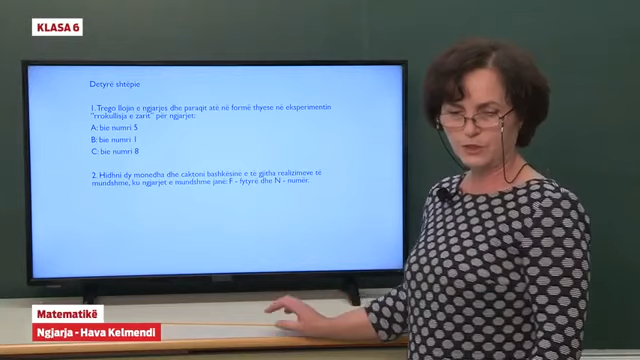 KLASA 6
Detyrë shtëpie
1. Trego llojin e ngjarjes dhe paraqit atë në formë thyese në eksperimentin
"rrokullisja e zarit" për ngjarjet:
A: bie numri 5
B: bie numri 1
C: bie numri 8
2. Hidhni dy monedha dhe caktoni bashkësinë e të gjitha realizimeve të
mundshme, ku ngjarjet e mundshme janë: F - fytyrë dhe N - numër.
Matematikë
Ngjarja - Hava Kelmendi